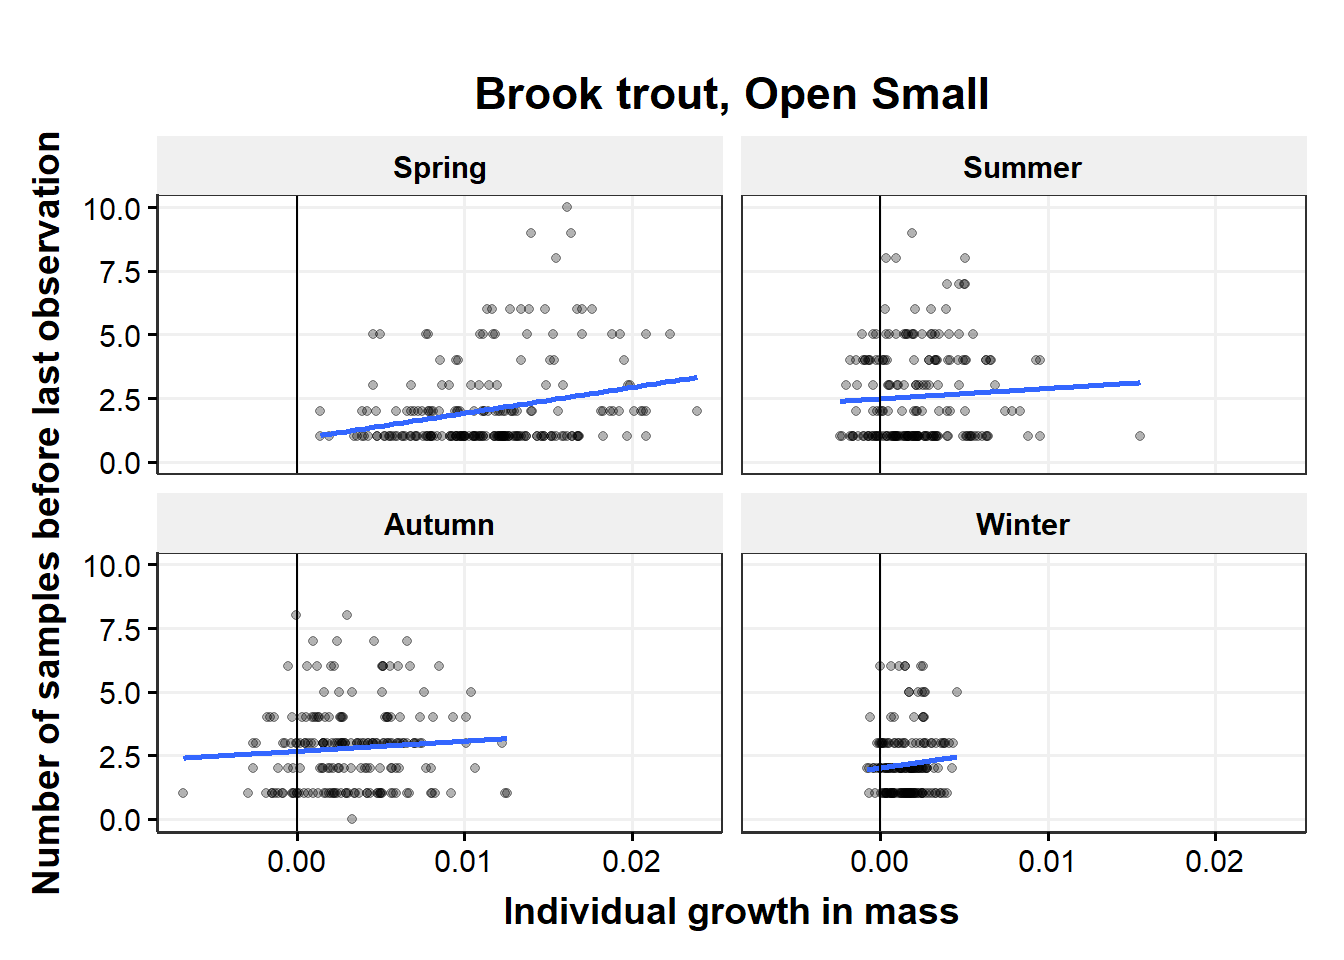 Brook trout, Open Small
Number of samples before last observation
Spring
Summer
10.0
7.5
5.0
2.5
0.0
Autumn
Winter
10.0
7.5
5.0
2.5
0.0
0.00 0.01 0.02 0.00 0.01 0.02
Individual growth in mass